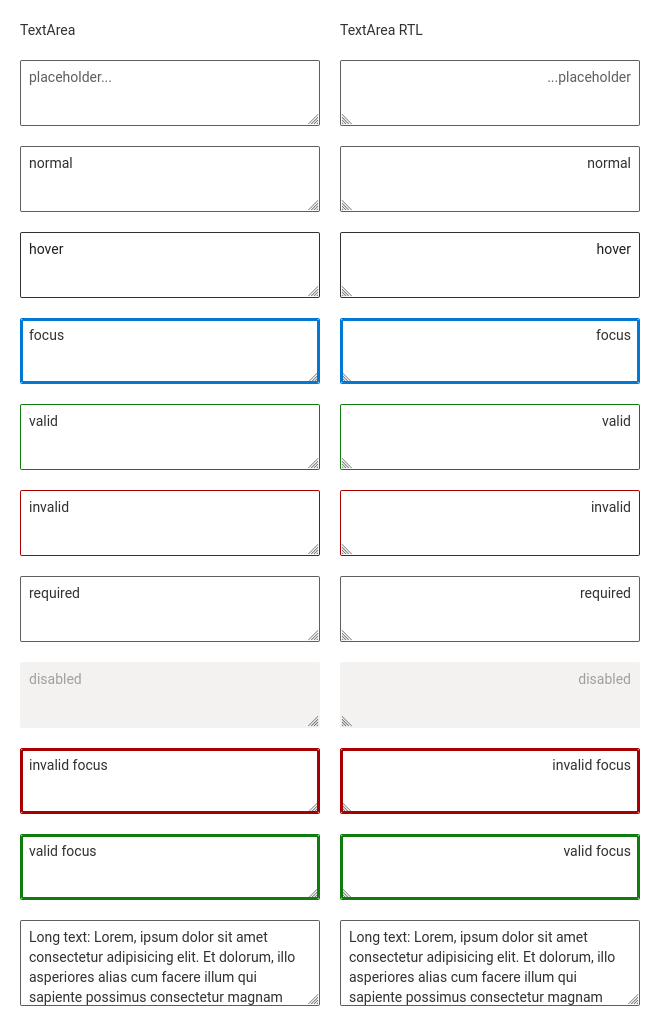 TextArea
TextArea RTL
placeholder...
...placeholder
normal
normal
hover
hover
focus
focus
valid
valid
invalid
invalid
required
required
disabled
disabled
invalid focus
invalid focus
valid focus
valid focus
Long text: Lorem, ipsum dolor sit amet
consectetur adipisicing elit. Et dolorum, illo
asperiores alias cum facere illum qui
sapiente possimus consectetur magnam
Long text: Lorem, ipsum dolor sit amet
consectetur adipisicing elit. Et dolorum, illo
asperiores alias cum facere illum qui
sapiente possimus consectetur magnam